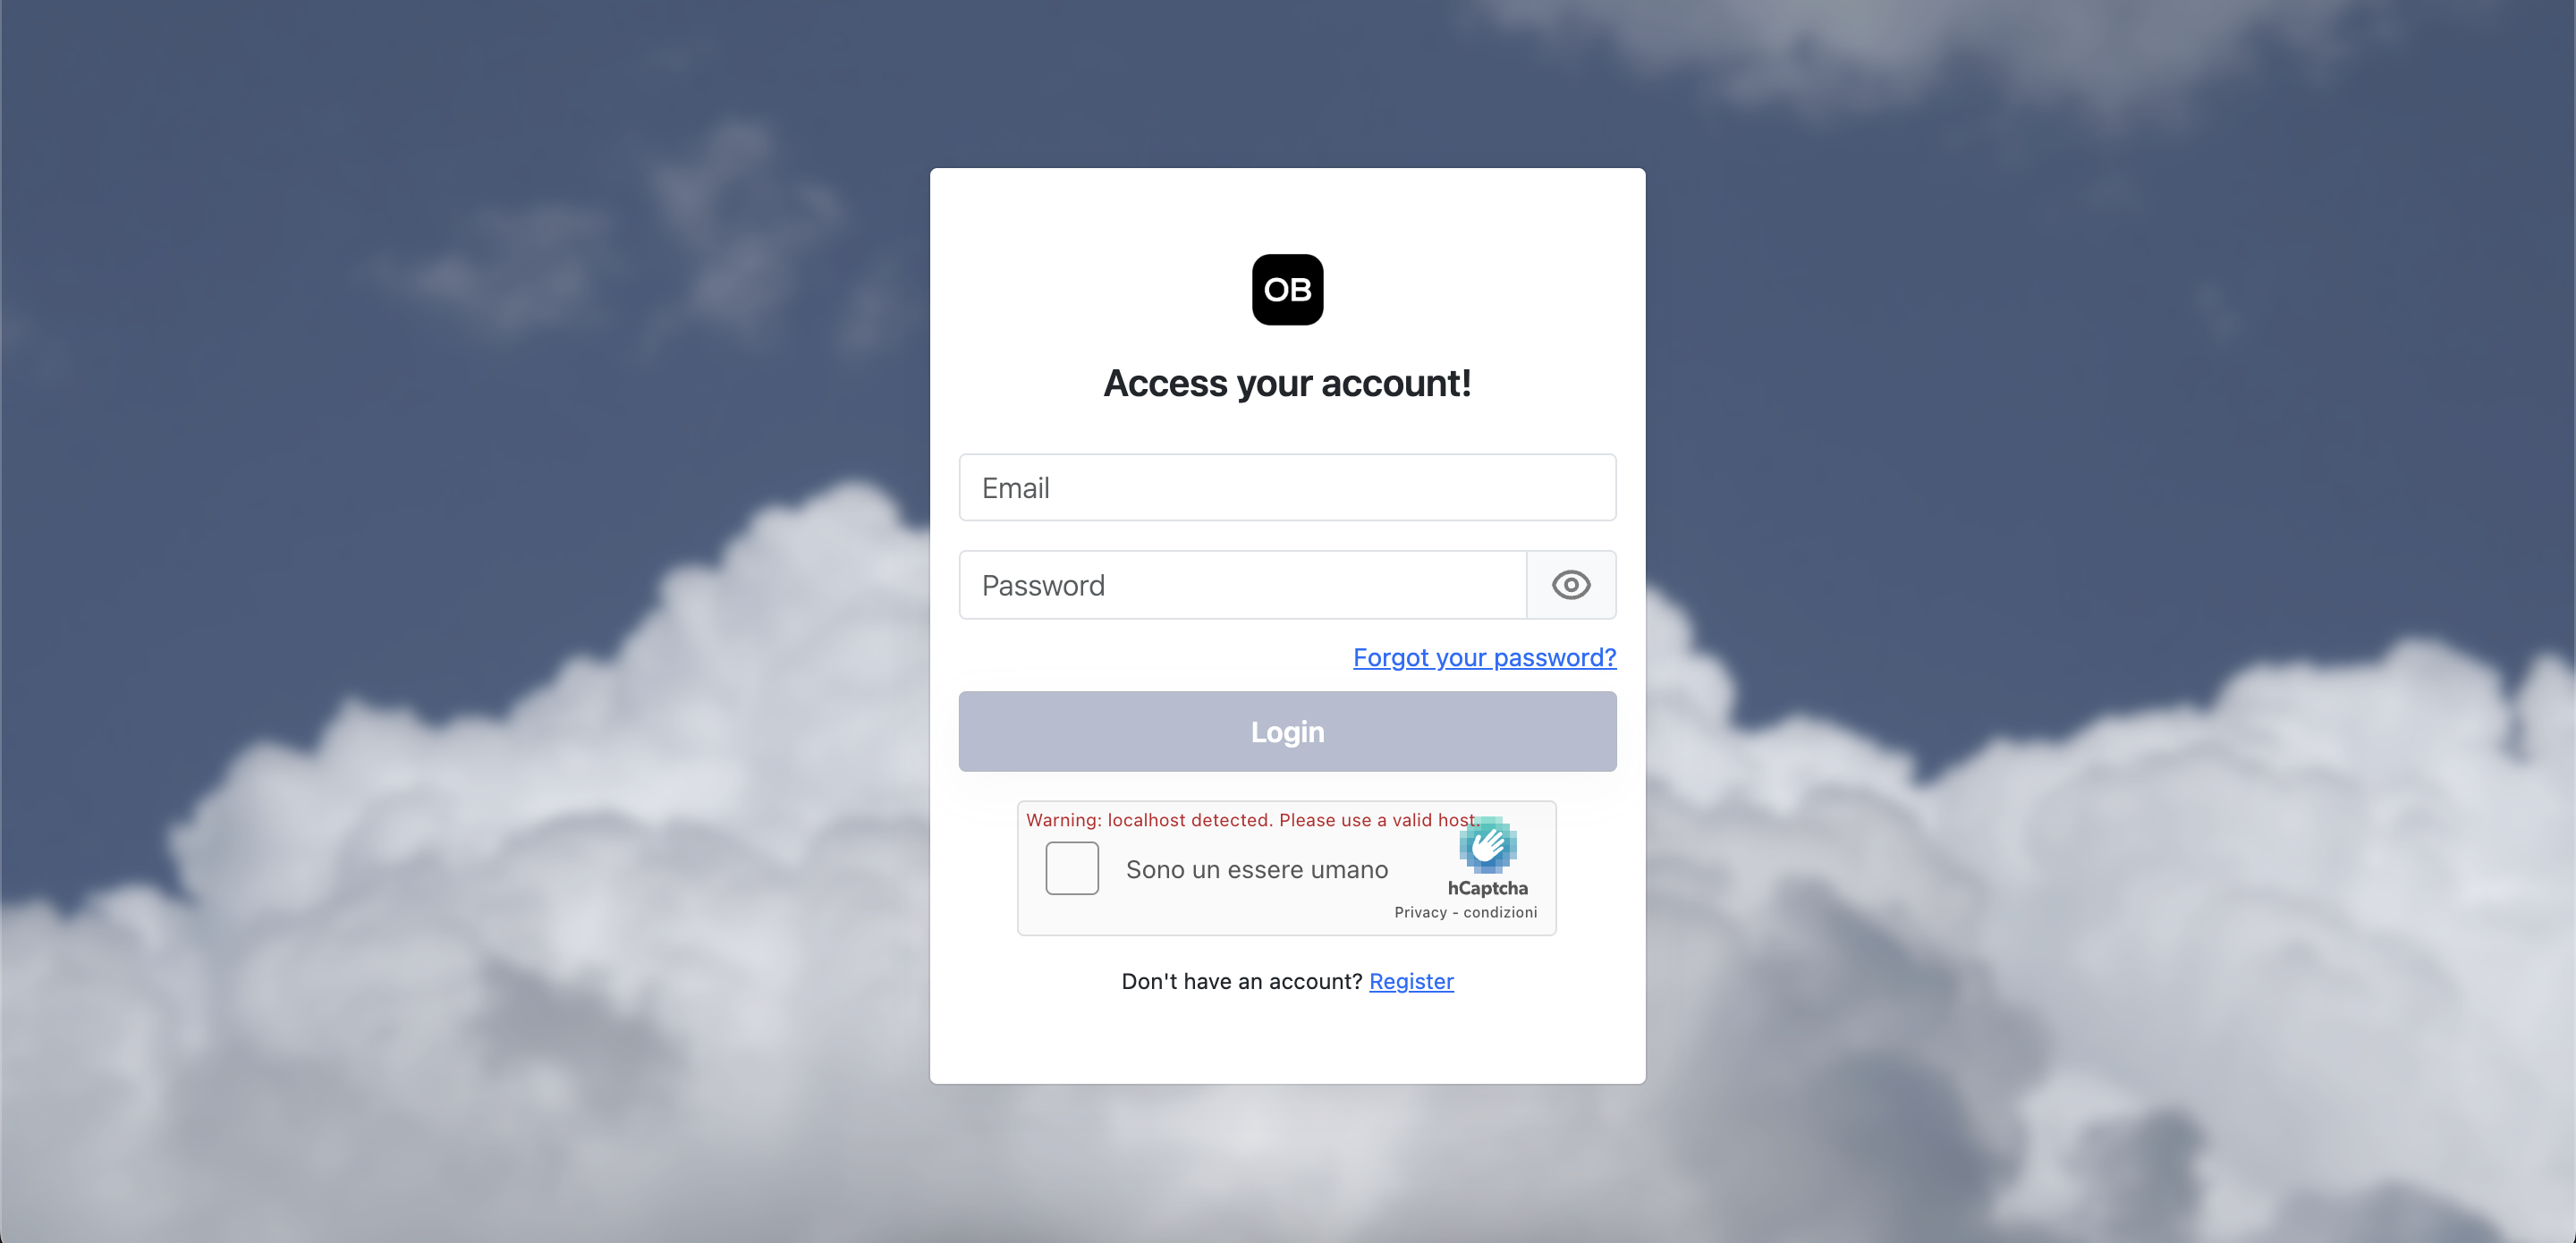 OB
Access your account!
Email
Password
Forgot your password?
Login
Warning: localhost detected. Please use a valid host.
Sono un essere umano
hCaptcha
Privacy - condizioni
Don't have an account? Register